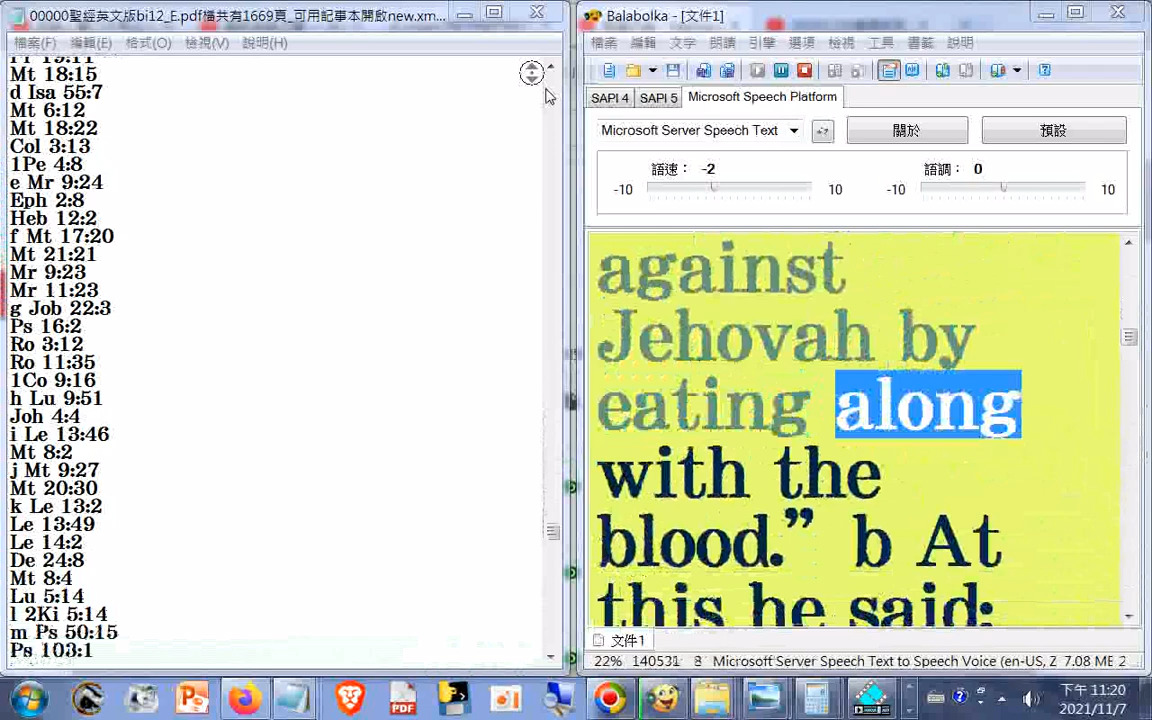 00000聖經英文版bi12_E.pdf檔共有1669頁_可用記事本開啟new.xm...
檔案(F) 編輯(E) 格式(O) 檢視(V) 說明(H)
Pr 19:11
Mt 18:15
d Isa 55:7
Mt 6:12
Mt 18:22
Col 3:13
1Pe 4:8
e Mr 9:24
Eph 2:8
Heb 12:2
f Mt 17:20
Mt 21:21
Mr 9:23
Mr 11:23
g Job 22:3
Ps 16:2
Ro 3:12
Ro 11:35
1Co 9:16
h Lu 9:51
Joh 4:4
i Le 13:46
Mt 8:2
j Mt 9:27
Mt 20:30
k Le 13:2
Le 13:49
Le 14:2
De 24:8
Mt 8:4
Lu 5:14
l 2Ki 5:14
m Ps 50:15
Ps 103:1
Balabolka - [文件1]
檔案 編輯 文字 朗讀 引擎 選項 檢視 工具 書籤 說明
SAPI 4 SAPI 5 Microsoft Speech Platform
Microsoft Server Speech Text 關於 預設
語速： -2 語調： 0
-10 10 -10 10
against
Jehovah by
eating along
with the
blood.” b At
this he said:
文件1
22% 140531 8 Microsoft Server Speech Text to Speech Voice (en-US, Z 7.08 MB 2
下午 11:20
2021/11/7